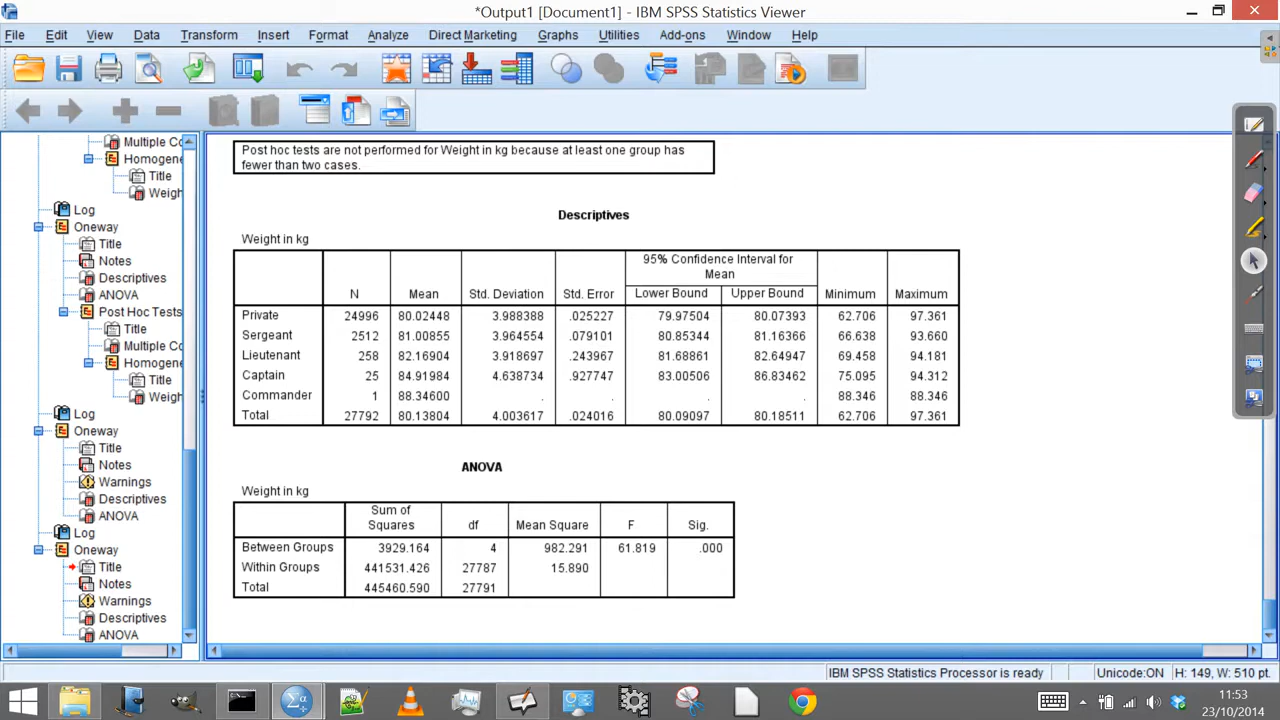 *Output1 [Document1] - IBM SPSS Statistics Viewer
File Edit View Data Transform Insert Format Analyze Direct Marketing Graphs Utilities Add-ons Window Help
Multiple Co
Homogene
Title
Weigh
Log
Oneway
Title
Notes
Descriptives
ANOVA
Post Hoc Tests
Title
Multiple Co
Homogene
Title
Weigh
Log
Oneway
Title
Notes
Warnings
Descriptives
ANOVA
Log
Oneway
Title
Notes
Warnings
Descriptives
ANOVA
Post hoc tests are not performed for Weight in kg because at least one group has
fewer than two cases.
Descriptives
Weight in kg
95% Confidence Interval for
Mean
N Mean Std. Deviation Std. Error Lower Bound Upper Bound Minimum Maximum
Private 24996 80.02448 3.988388 .025227 79.97504 80.07393 62.706 97.361
Sergeant 2512 81.00855 3.964554 .079101 80.85344 81.16366 66.638 93.660
Lieutenant 258 82.16904 3.918697 .243967 81.68861 82.64947 69.458 94.181
Captain 25 84.91984 4.638734 .927747 83.00506 86.83462 75.095 94.312
Commander 1 88.34600 . . . . 88.346 88.346
Total 27792 80.13804 4.003617 .024016 80.09097 80.18511 62.706 97.361
ANOVA
Weight in kg
Sum of
Squares df Mean Square F Sig.
Between Groups 3929.164 4 982.291 61.819 .000
Within Groups 441531.426 27787 15.890
Total 445460.590 27791
IBM SPSS Statistics Processor is ready Unicode:ON H: 149, W: 510 pt.
11:53
23/10/2014